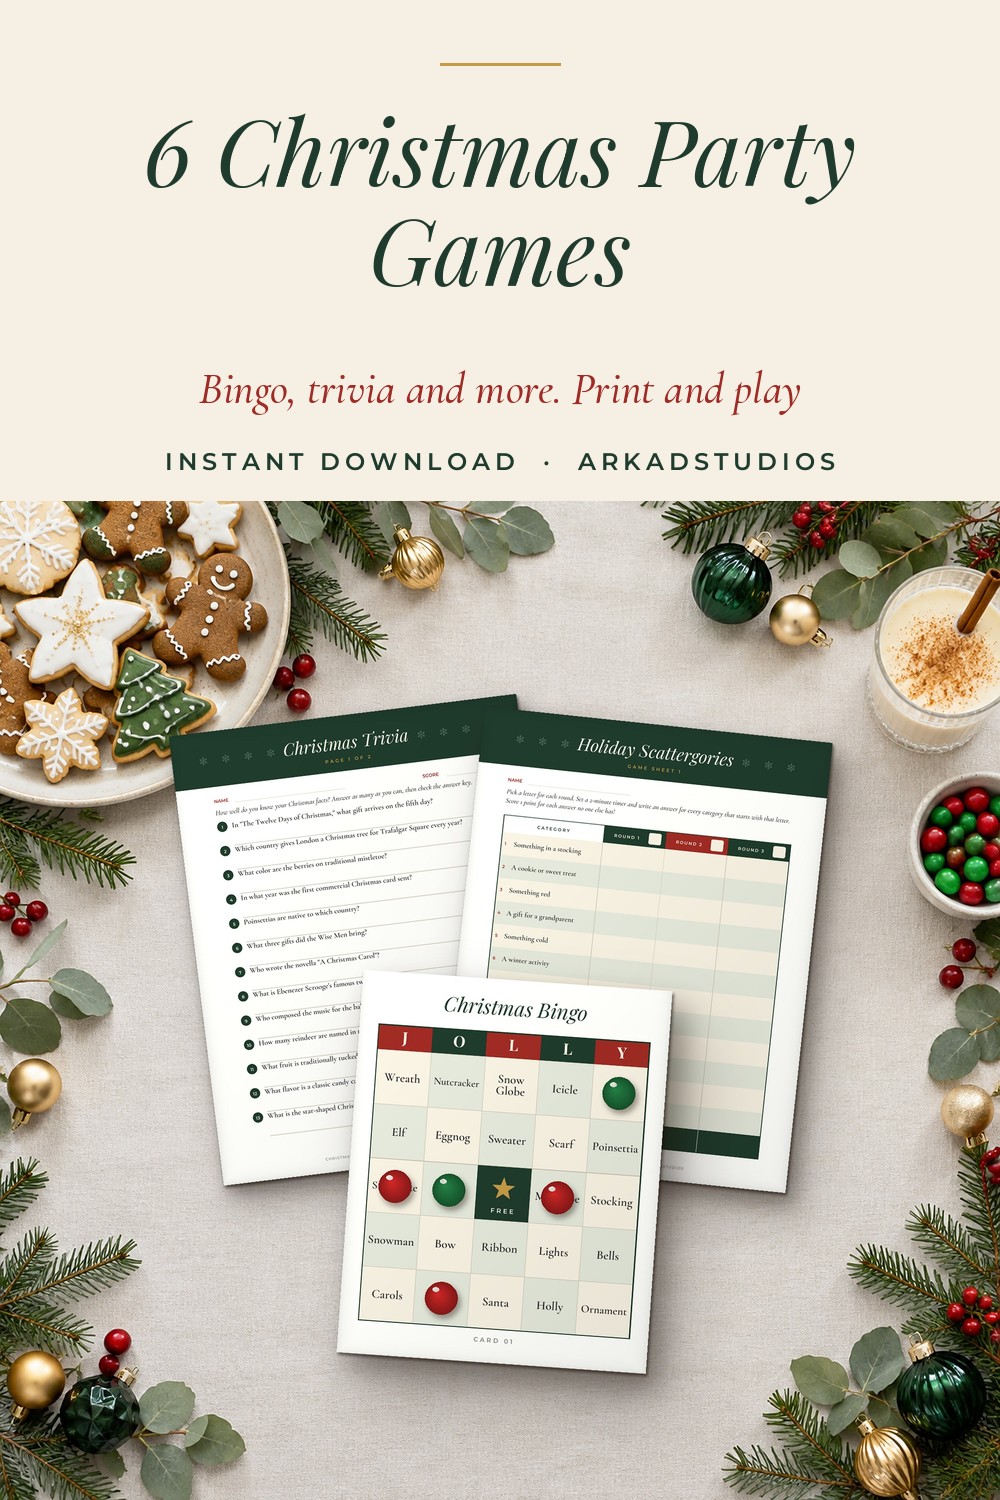 6 Christmas Party
Games
Bingo, trivia and more. Print and play
INSTANT DOWNLOAD · ARKADSTUDIOS
Christmas Trivia
PAGE 1 OF 2
NAME
SCORE
How well do you know your Christmas facts? Answer as many as you can, then check the answer key.
1 In "The Twelve Days of Christmas," what gift arrives on the fifth day?
2 Which country gives London a Christmas tree for Trafalgar Square every year?
3 What color are the berries on traditional mistletoe?
4 In what year was the first commercial Christmas card sent?
5 Poinsettias are native to which country?
6 What three gifts did the Wise Men bring?
7 Who wrote the novella "A Christmas Carol"?
8 What is Ebenezer Scrooge's famous
9 Who composed the music for the
10 How many reindeer are named in
11 What fruit is traditionally tucked
12 What flavor is a classic candy
13 What is the star-shaped
Holiday Scattergories
GAME SHEET 1
NAME
Pick a letter for each round. Set a 2-minute timer and write an answer for every category that starts with that letter.
Score 1 point for each answer no one else has!
CATEGORY ROUND 1 ROUND 2 ROUND 3
1 Something in a stocking
2 A cookie or sweet treat
3 Something red
4 A gift for a grandparent
5 Something cold
6 A winter activity
Christmas Bingo
J O L L Y
Wreath Nutcracker Snow Globe Icicle
Elf Eggnog Sweater Scarf Poinsettia
FREE Stocking
Snowman Bow Ribbon Lights Bells
Carols Santa Holly Ornament
CARD 01